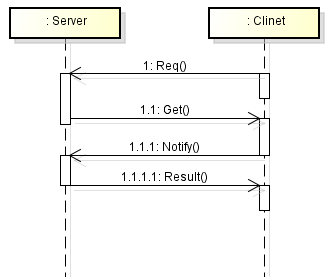 : Server
: Clinet
1: Req()
1.1: Get()
1.1.1: Notify()
1.1.1.1: Result()